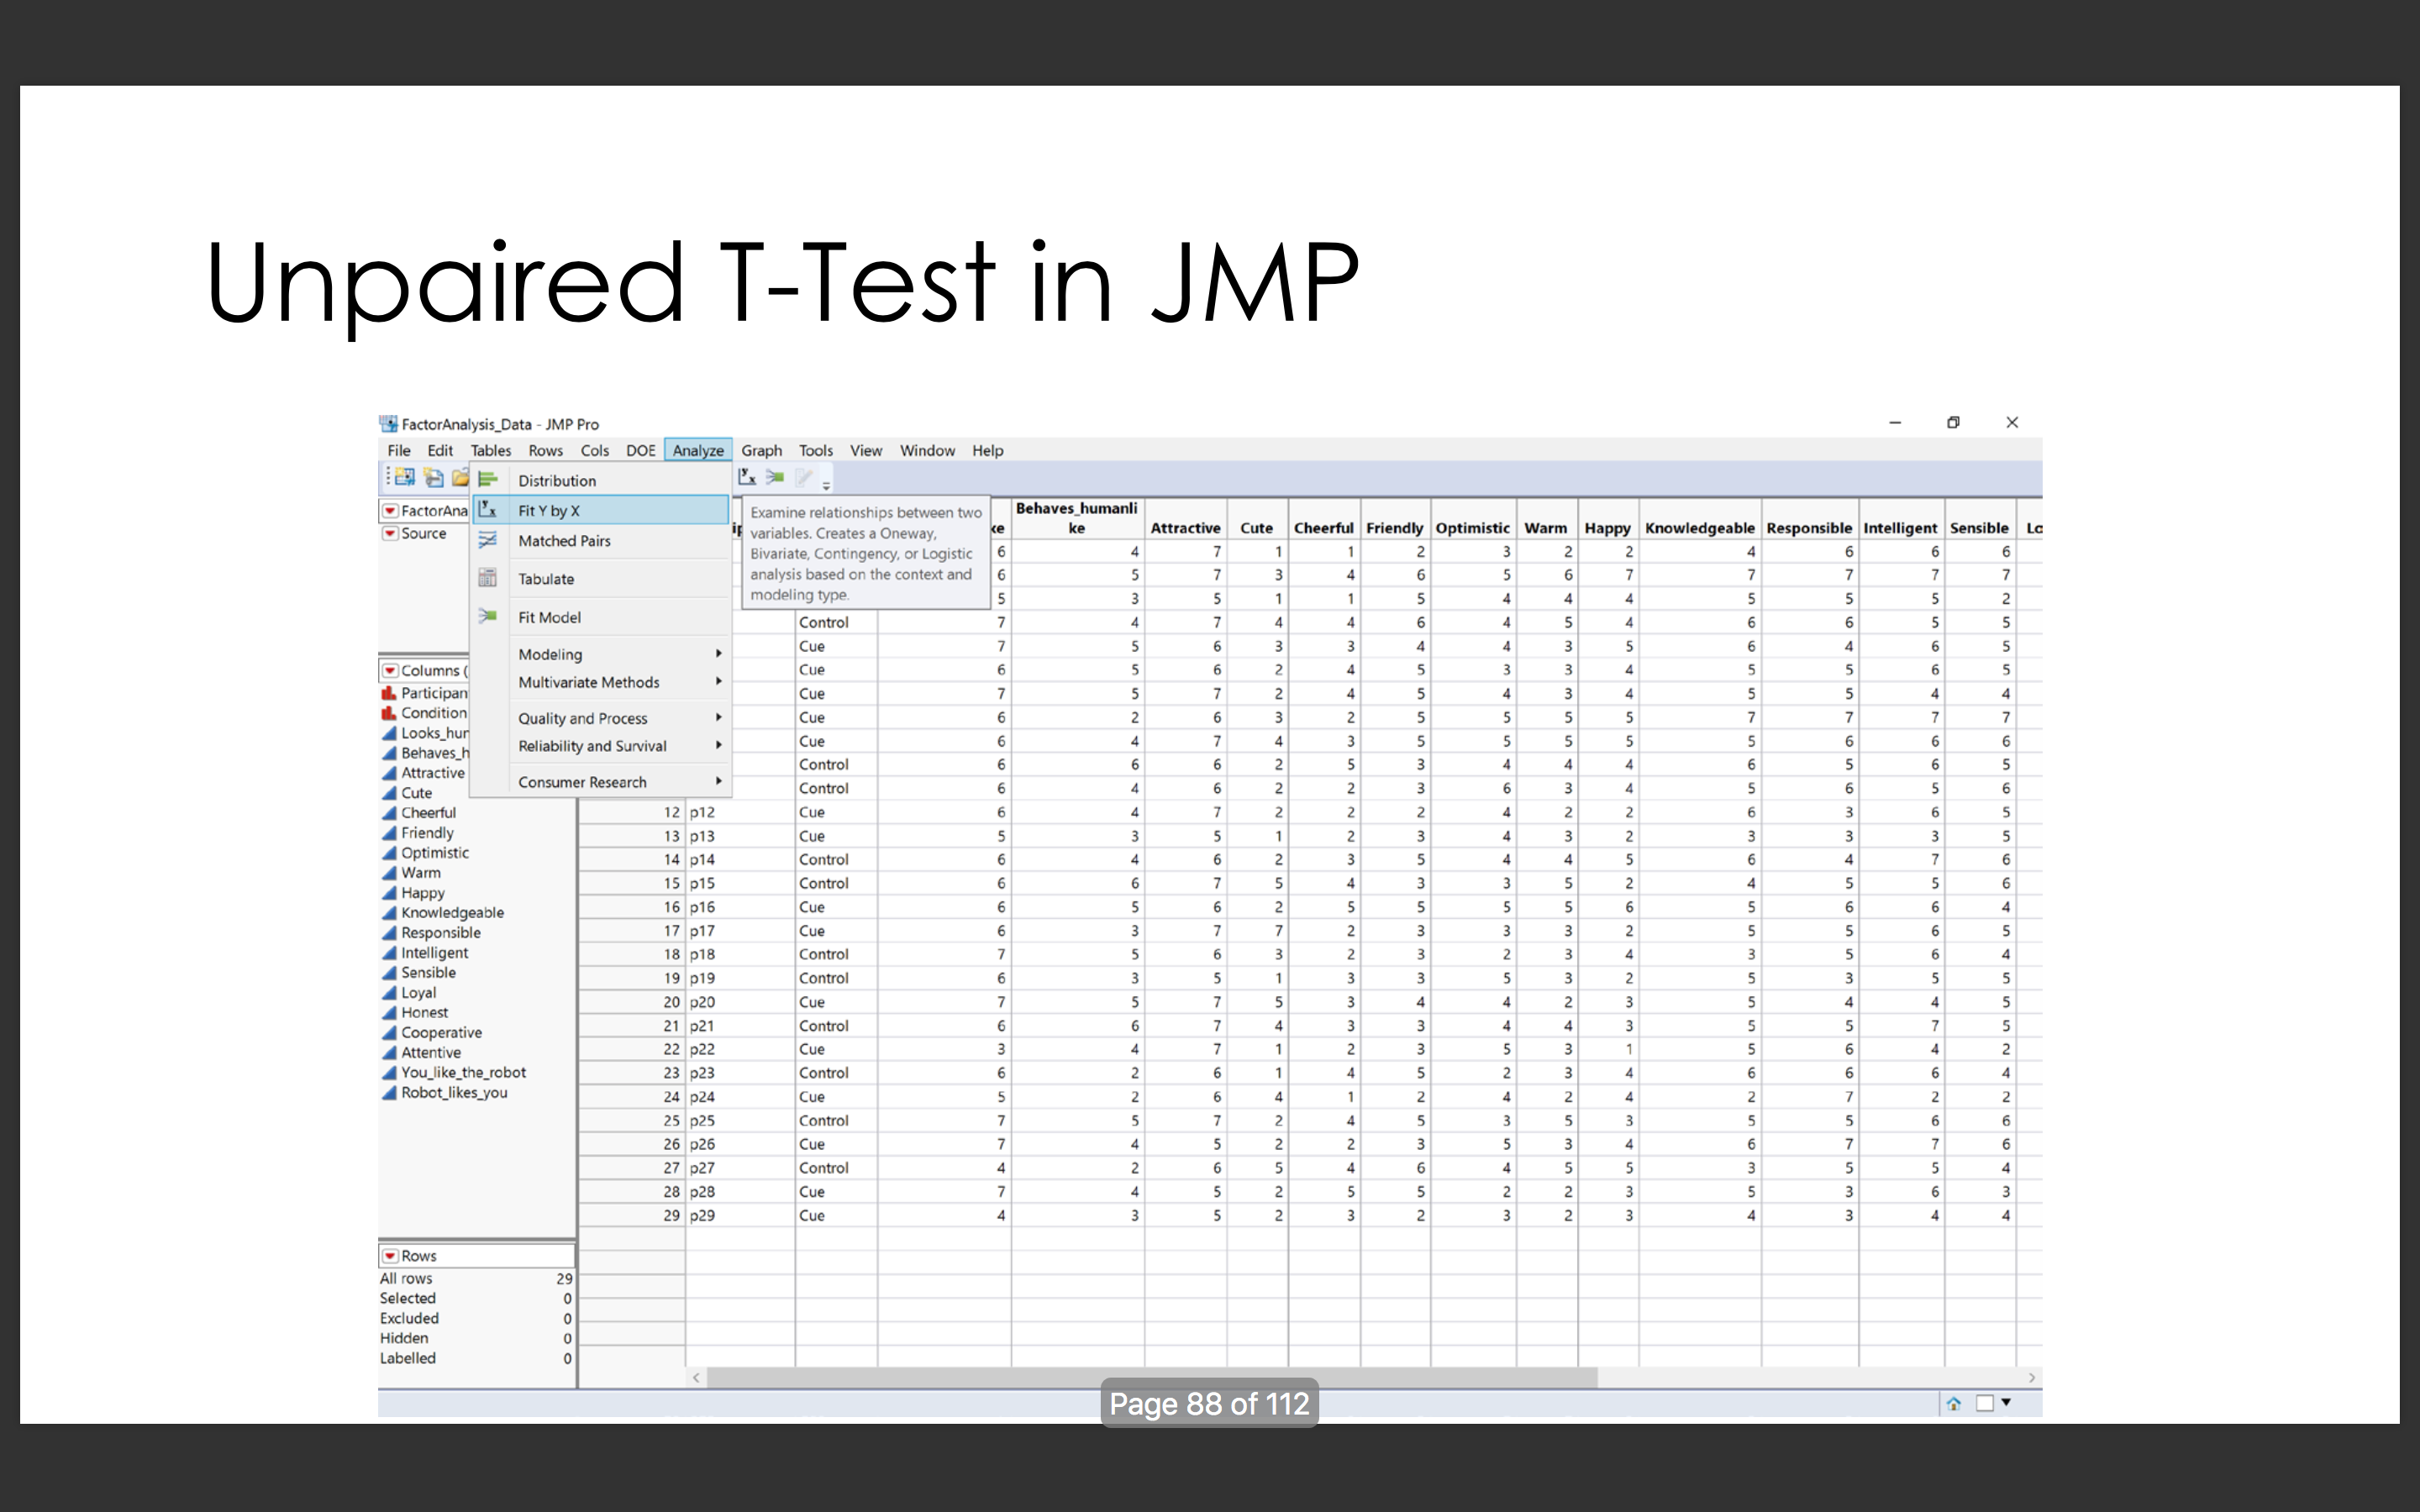 Unpaired T-Test in JMP
FactorAnalysis_Data - JMP Pro
File Edit Tables Rows Cols DOE Analyze Graph Tools View Window Help
Distribution
Fit Y by X
Matched Pairs
Tabulate
Fit Model
Modeling
Multivariate Methods
Quality and Process
Reliability and Survival
Consumer Research
Examine relationships between two
variables. Creates a Oneway,
Bivariate, Contingency, or Logistic
analysis based on the context and
modeling type.
FactorAna
Source
Columns (
Participan
Condition
Looks_hur
Behaves_h
Attractive
Cute
Cheerful
Friendly
Optimistic
Warm
Happy
Knowledgeable
Responsible
Intelligent
Sensible
Loyal
Honest
Cooperative
Attentive
You_like_the_robot
Robot_likes_you
Rows
All rows 29
Selected 0
Excluded 0
Hidden 0
Labelled 0
Behaves_humanli
ke ke Attractive Cute Cheerful Friendly Optimistic Warm Happy Knowledgeable Responsible Intelligent Sensible Lo
6 4 7 1 1 2 3 2 2 4 6 6 6
6 5 7 3 4 6 5 6 7 7 7 7 7
5 3 5 1 1 5 4 4 4 5 5 5 2
Control 7 4 7 4 4 6 4 5 4 6 6 5 5
Cue 7 5 6 3 3 4 4 3 5 6 4 6 5
Cue 6 5 6 2 4 5 3 3 4 5 5 6 5
Cue 7 5 7 2 4 5 4 3 4 5 5 4 4
Cue 6 2 6 3 2 5 5 5 5 7 7 7 7
Cue 6 4 7 4 3 5 5 5 5 5 6 6 6
Control 6 6 6 2 5 3 4 4 4 6 5 6 5
Control 6 4 6 2 2 3 6 3 4 5 6 5 6
12 p12 Cue 6 4 7 2 2 2 4 2 2 6 3 6 5
13 p13 Cue 5 3 5 1 2 3 4 3 2 3 3 3 5
14 p14 Control 6 4 6 2 3 5 4 4 5 6 4 7 6
15 p15 Control 6 6 7 5 4 3 3 5 2 4 5 5 6
16 p16 Cue 6 5 6 2 5 5 5 5 6 5 6 6 4
17 p17 Cue 6 3 7 7 2 3 3 3 2 5 5 6 5
18 p18 Control 7 5 6 3 2 3 2 3 4 3 5 6 4
19 p19 Control 6 3 5 1 3 3 5 3 2 5 3 5 5
20 p20 Cue 7 5 7 5 3 4 4 2 3 5 4 4 5
21 p21 Control 6 6 7 4 3 3 4 4 3 5 5 7 5
22 p22 Cue 3 4 7 1 2 3 5 3 1 5 6 4 2
23 p23 Control 6 2 6 1 4 5 2 3 4 6 6 6 4
24 p24 Cue 5 2 6 4 1 2 4 2 4 2 7 2 2
25 p25 Control 7 5 7 2 4 5 3 5 3 5 5 6 6
26 p26 Cue 7 4 5 2 2 3 5 3 4 6 7 7 6
27 p27 Control 4 2 6 5 4 6 4 5 5 3 5 5 4
28 p28 Cue 7 4 5 2 5 5 2 2 3 5 3 6 3
29 p29 Cue 4 3 5 2 3 2 3 2 3 4 3 4 4
Page 88 of 112